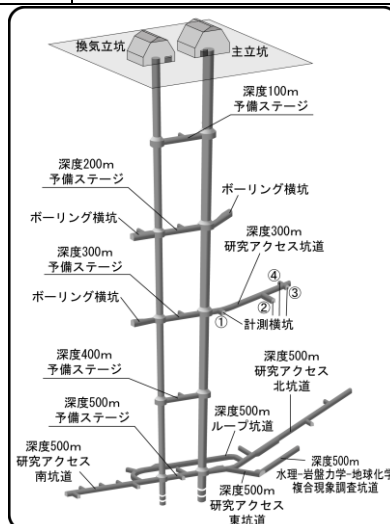 換気立坑
主立坑
深度100m
予備ステージ
深度200m
予備ステージ
ボーリング横坑
ボーリング横坑
深度300m
研究アクセス坑道
深度300m
予備ステージ
④
③
②
ボーリング横坑
①
計測横坑
深度400m
予備ステージ
深度500m
研究アクセス
北坑道
深度500m
予備ステージ
深度500m
ループ坑道
深度500m
研究アクセス
南坑道
深度500m
水理-岩盤力学-地球化学
複合現象調査坑道
深度500m
研究アクセス
東坑道